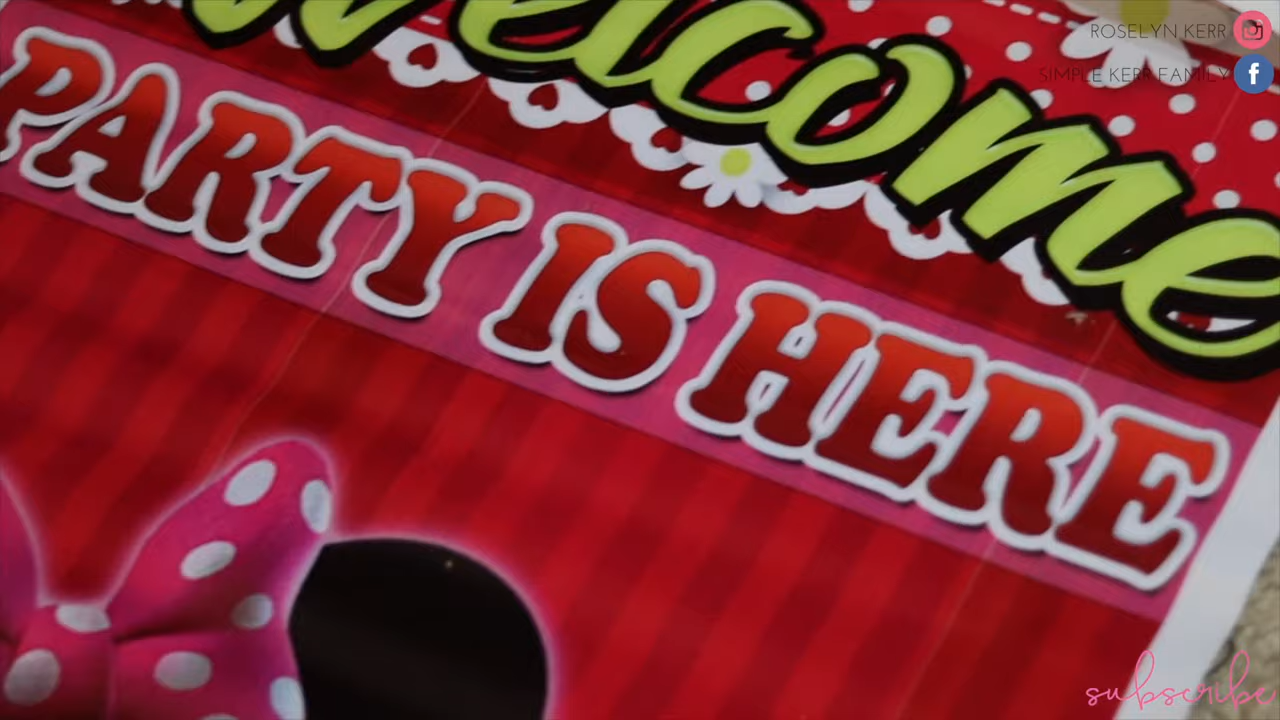 Welcome
PARTY IS HERE
ROSELYN KERR
SIMPLE KERR FAMILY
subscribe